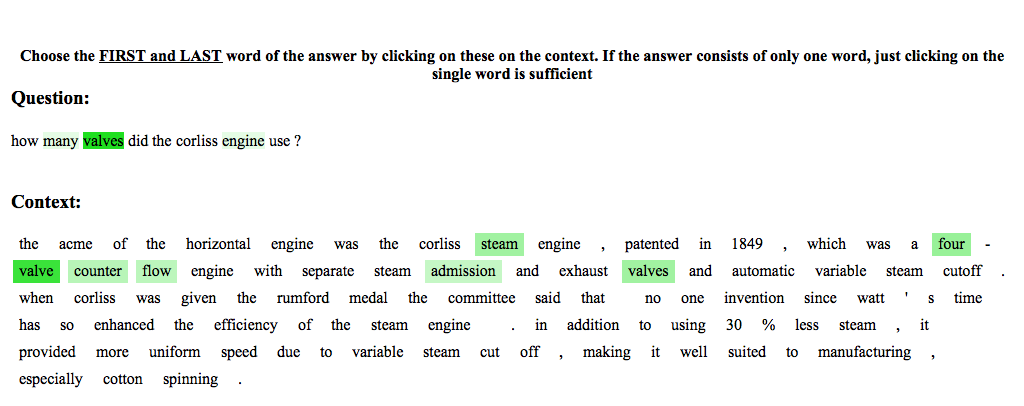 Choose the FIRST and LAST word of the answer by clicking on these on the context. If the answer consists of only one word, just clicking on the
single word is sufficient
Question:
how many valves did the corliss engine use ?
Context:
the acme of the horizontal engine was the corliss steam engine , patented in 1849 , which was a four -
valve counter flow engine with separate steam admission and exhaust valves and automatic variable steam cutoff .
when corliss was given the rumford medal the committee said that no one invention since watt ' s time
has so enhanced the efficiency of the steam engine . in addition to using 30 % less steam , it
provided more uniform speed due to variable steam cut off , making it well suited to manufacturing ,
especially cotton spinning .